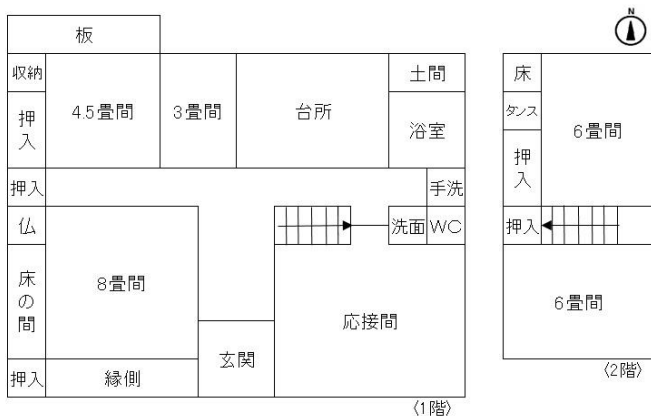 N
板
収納
押入
4.5畳間
3畳間
台所
土間
浴室
押入
手洗
仏
洗面
WC
床の間
8畳間
応接間
玄関
押入
縁側
〈1階〉
床
タンス
押入
6畳間
押入
6畳間
〈2階〉